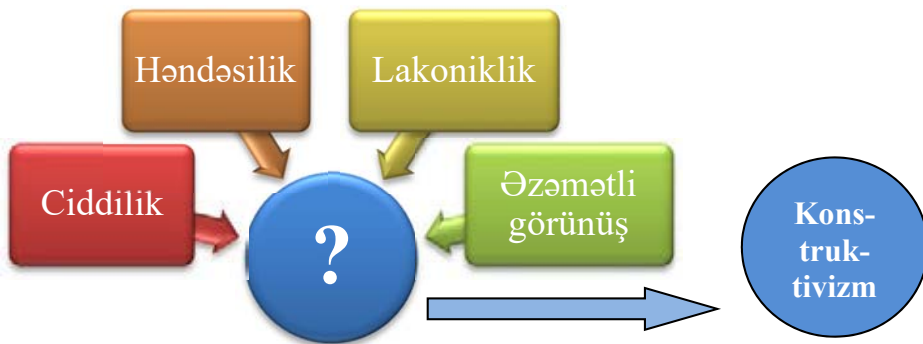 Həndəsilik
Lakoniklik
Ciddilik
Əzəmətli
görünüş
?
Kons-
truk-
tivizm